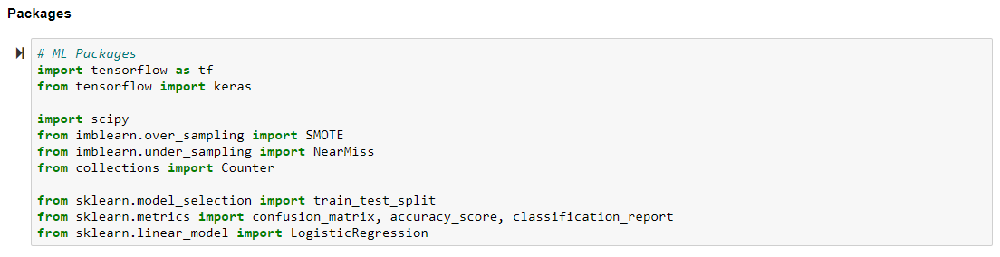 Packages
# ML Packages
import tensorflow as tf
from tensorflow import keras
import scipy
from imblearn.over_sampling import SMOTE
from imblearn.under_sampling import NearMiss
from collections import Counter
from sklearn.model_selection import train_test_split
from sklearn.metrics import confusion_matrix, accuracy_score, classification_report
from sklearn.linear_model import LogisticRegression